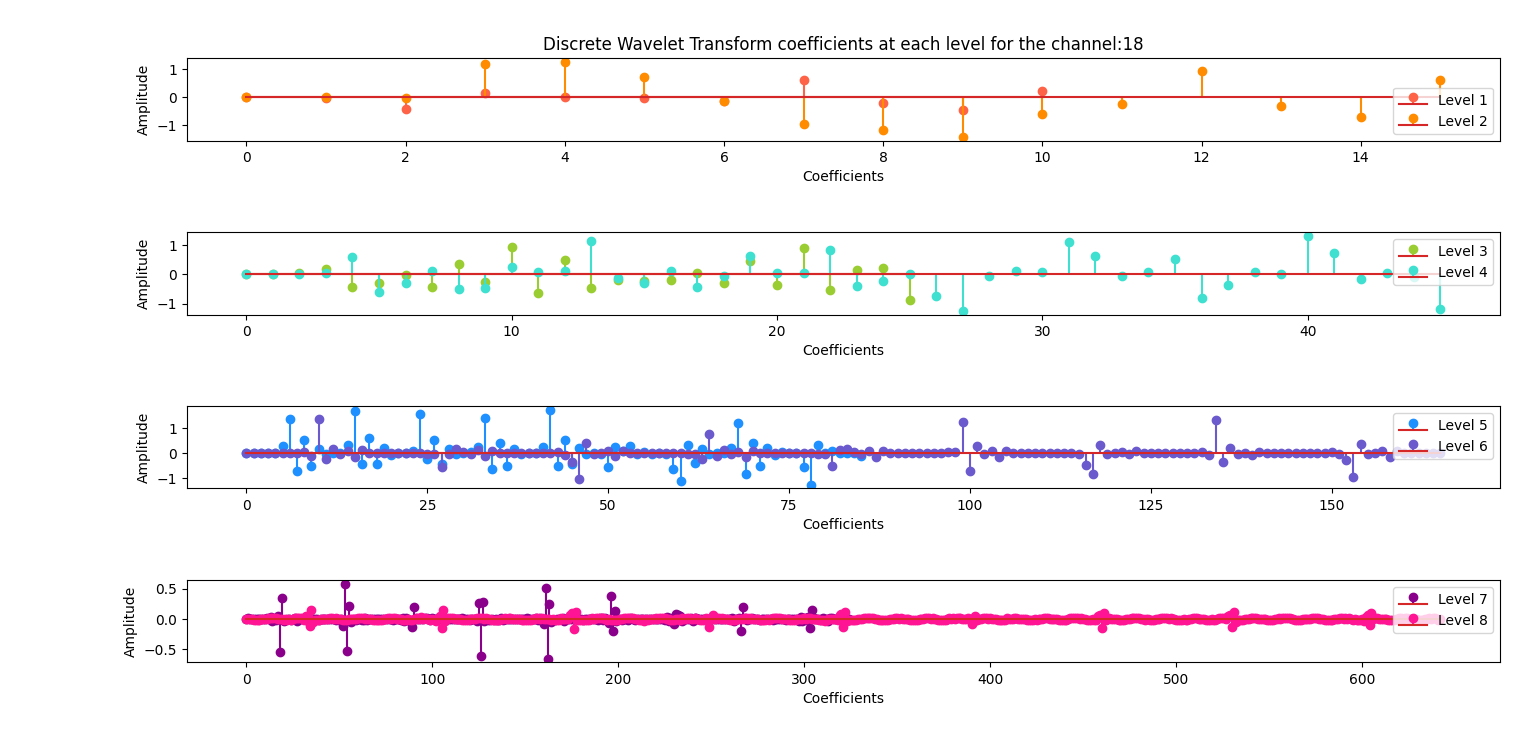 Discrete Wavelet Transform coefficients at each level for the channel:18
Amplitude
1
0
−1
Level 1
Level 2
0 2 4 6 8 10 12 14
Coefficients
Amplitude
1
0
−1
Level 3
Level 4
0 10 20 30 40
Coefficients
Amplitude
1
0
−1
Level 5
Level 6
0 25 50 75 100 125 150
Coefficients
Amplitude
0.5
0.0
−0.5
Level 7
Level 8
0 100 200 300 400 500 600
Coefficients